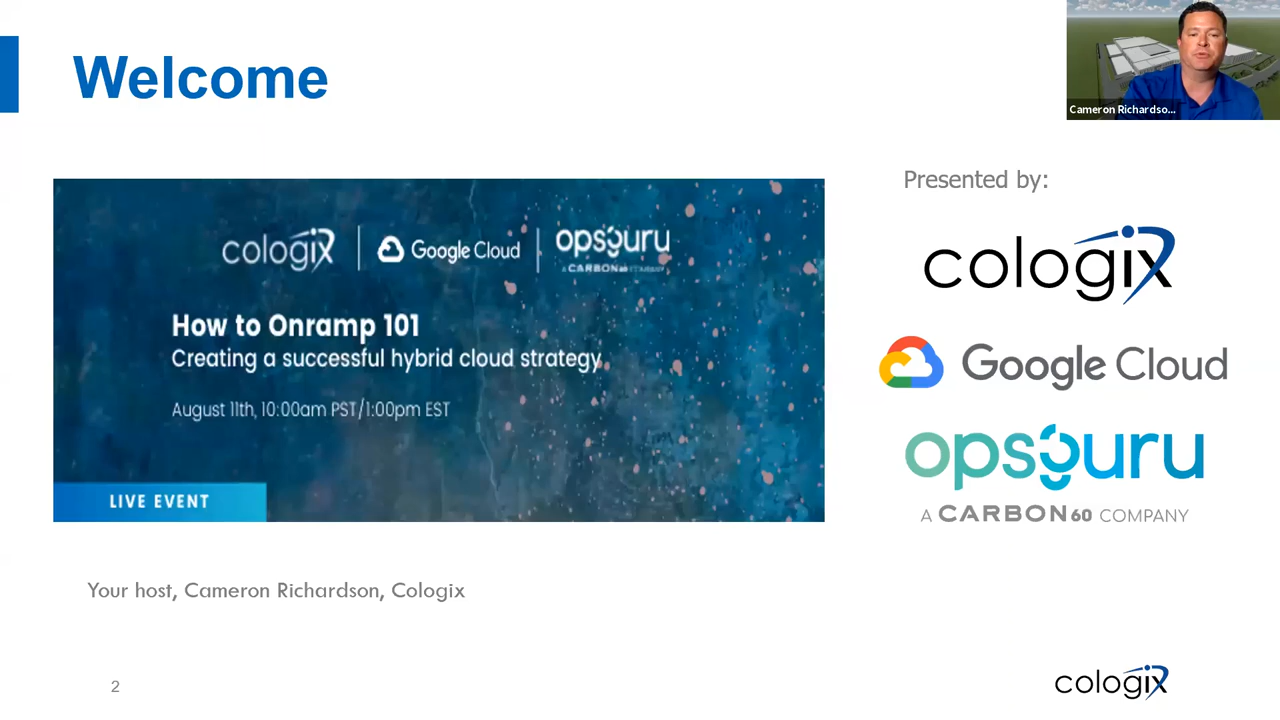 Welcome
Cameron Richardso...
cologix
Google Cloud
opsguru
A CARBON60 COMPANY
How to Onramp 101
Creating a successful hybrid cloud strategy
August 11th, 10:00am PST/1:00pm EST
LIVE EVENT
Presented by:
cologix
Google Cloud
opsguru
A CARBON60 COMPANY
Your host, Cameron Richardson, Cologix
2
cologix